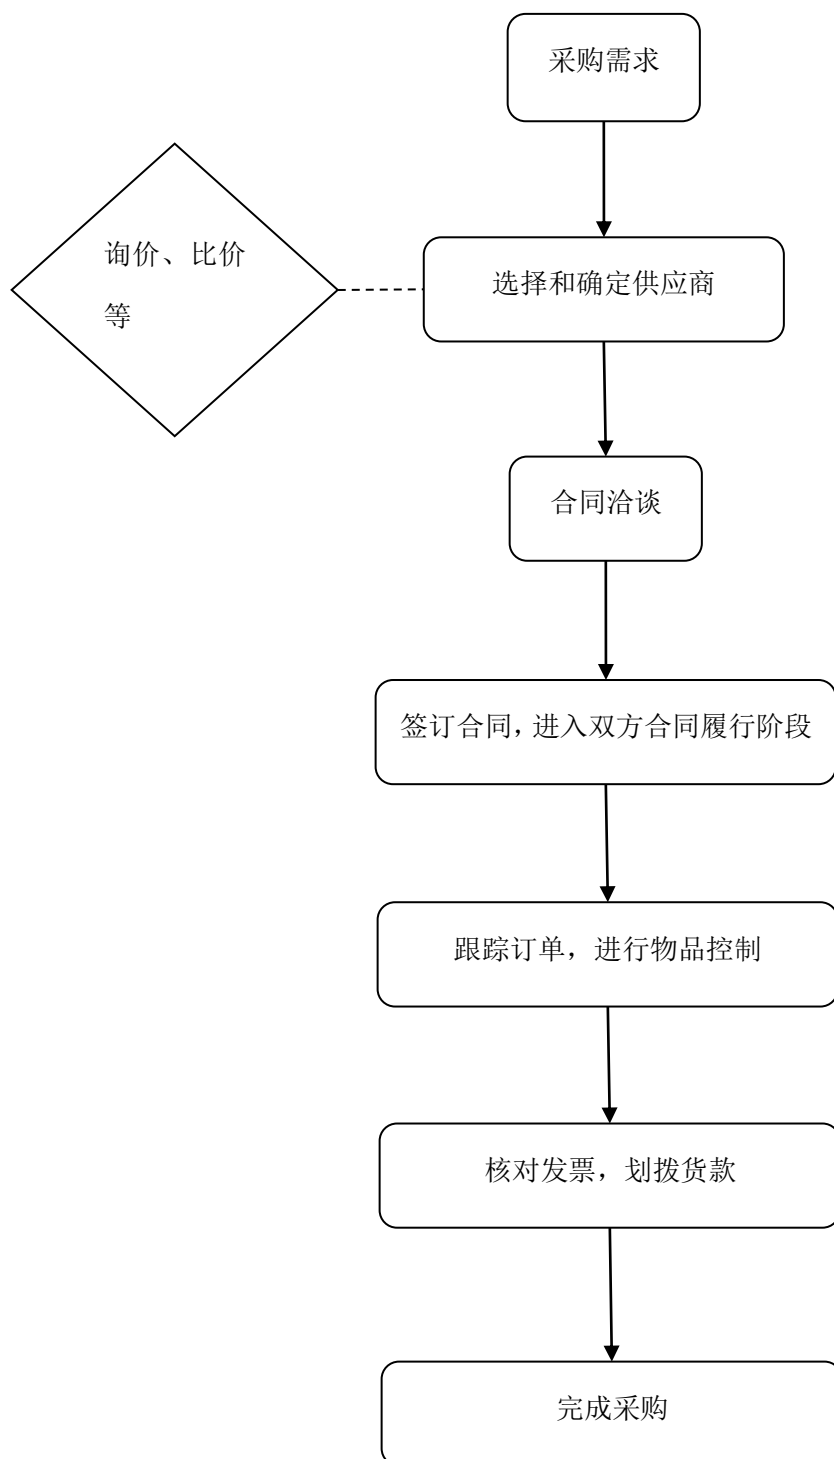 采购需求
询价、比价
等
选择和确定供应商
合同洽谈
签订合同，进入双方合同履行阶段
跟踪订单，进行物品控制
核对发票，划拨货款
完成采购